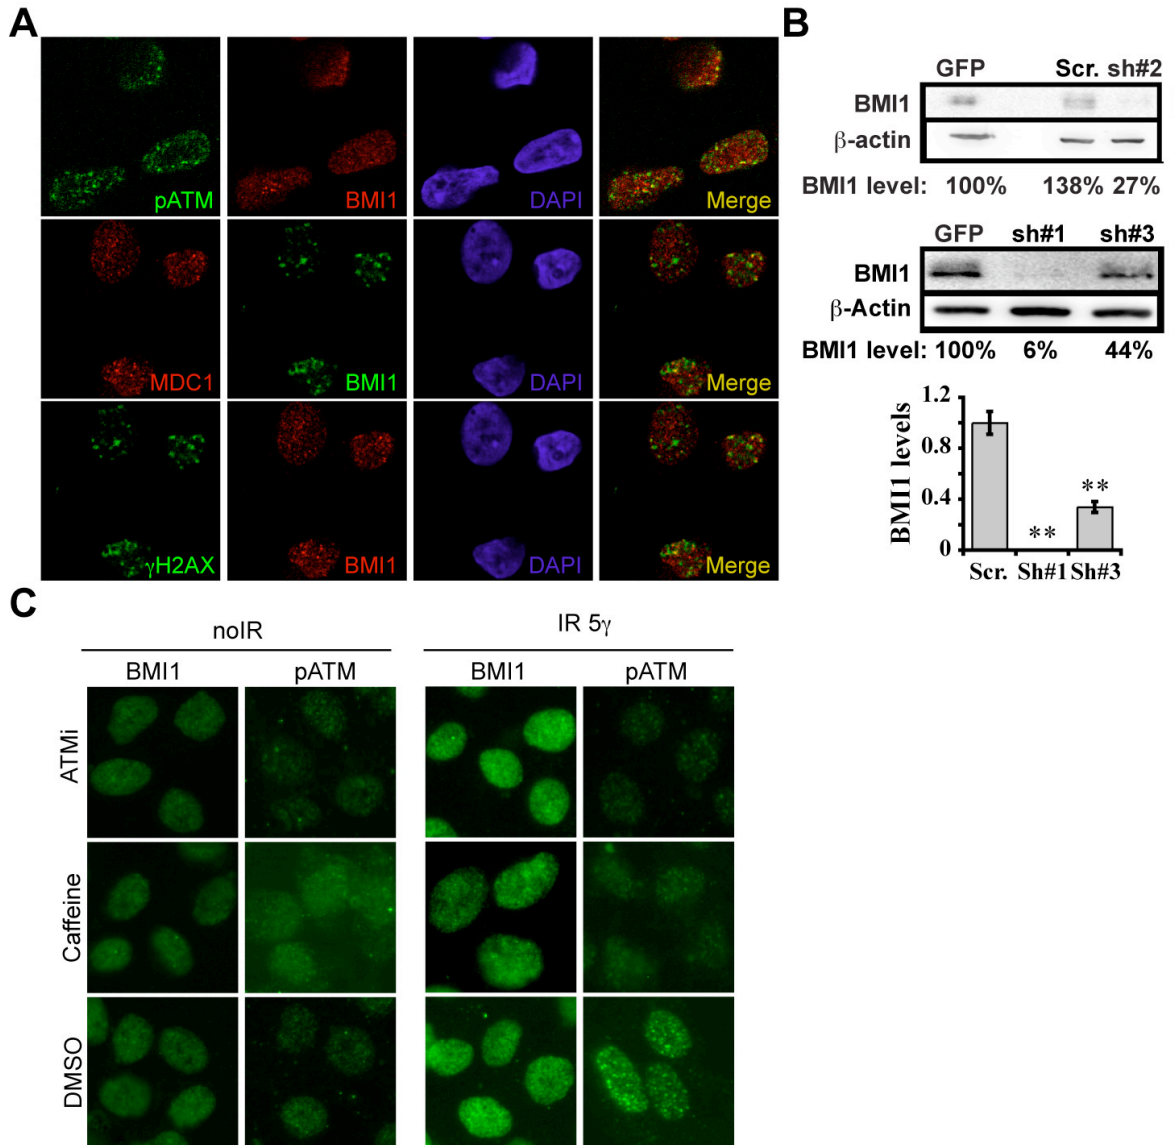 A
pATM BMI1 DAPI Merge
MDC1 BMI1 DAPI Merge
γH2AX BMI1 DAPI Merge
B
GFP Scr. sh#2
BMI1
β-actin
BMI1 level: 100% 138% 27%
GFP sh#1 sh#3
BMI1
β-Actin
BMI1 level: 100% 6% 44%
BMI1 levels
1.2
0.8
0.4
0
** **
Scr. Sh#1 Sh#3
C
noIR IR 5γ
BMI1 pATM BMI1 pATM
ATMi
Caffeine
DMSO